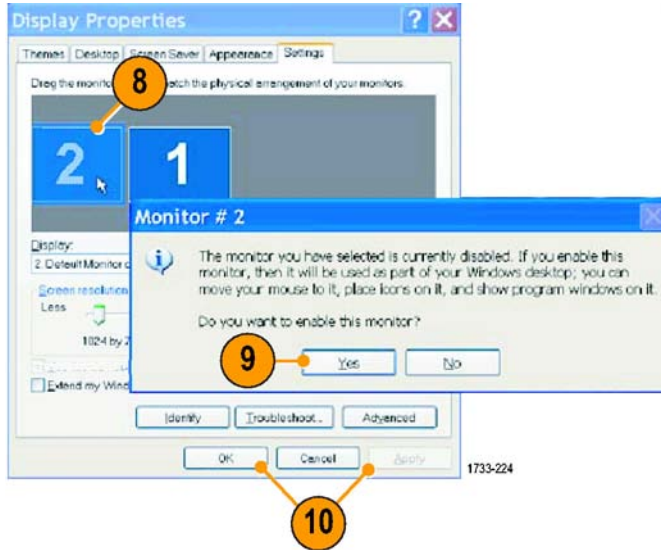 Display Properties
Themes Desktop Screen Saver Appearance Settings
Drag the monitor match the physical arrangement of your monitors.
8
2 1
Monitor # 2
The monitor you have selected is currently disabled. If you enable this
monitor, then it will be used as part of your Windows desktop; you can
move your mouse to it, place icons on it, and show program windows on it.
Do you want to enable this monitor?
9
Yes No
Display:
2. Default Monitor
Screen resolution
Less
1024 by 7
Extend my Wind
Identify Troubleshoot... Advanced
OK Cancel Apply
1733-224
10